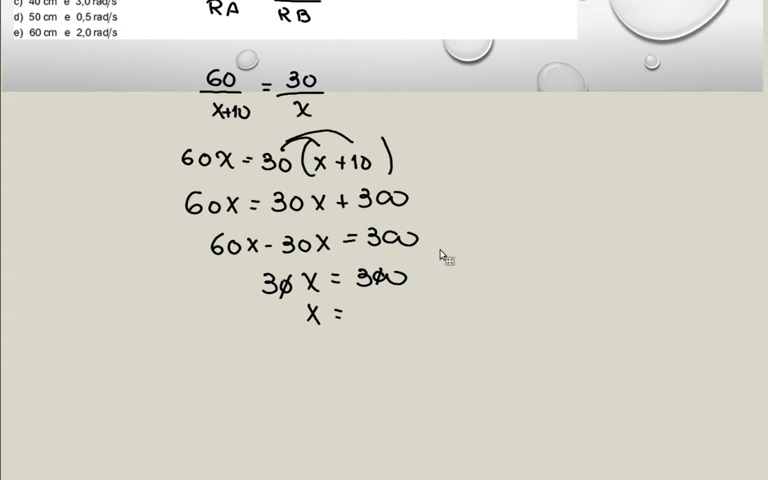 c) 40 cm e 3,0 rad/s
d) 50 cm e 0,5 rad/s
e) 60 cm e 2,0 rad/s
RA RB
60/x+10 = 30/x
60x = 30(x + 10)
60x = 30x + 300
60x - 30x = 300
30x = 300
x =